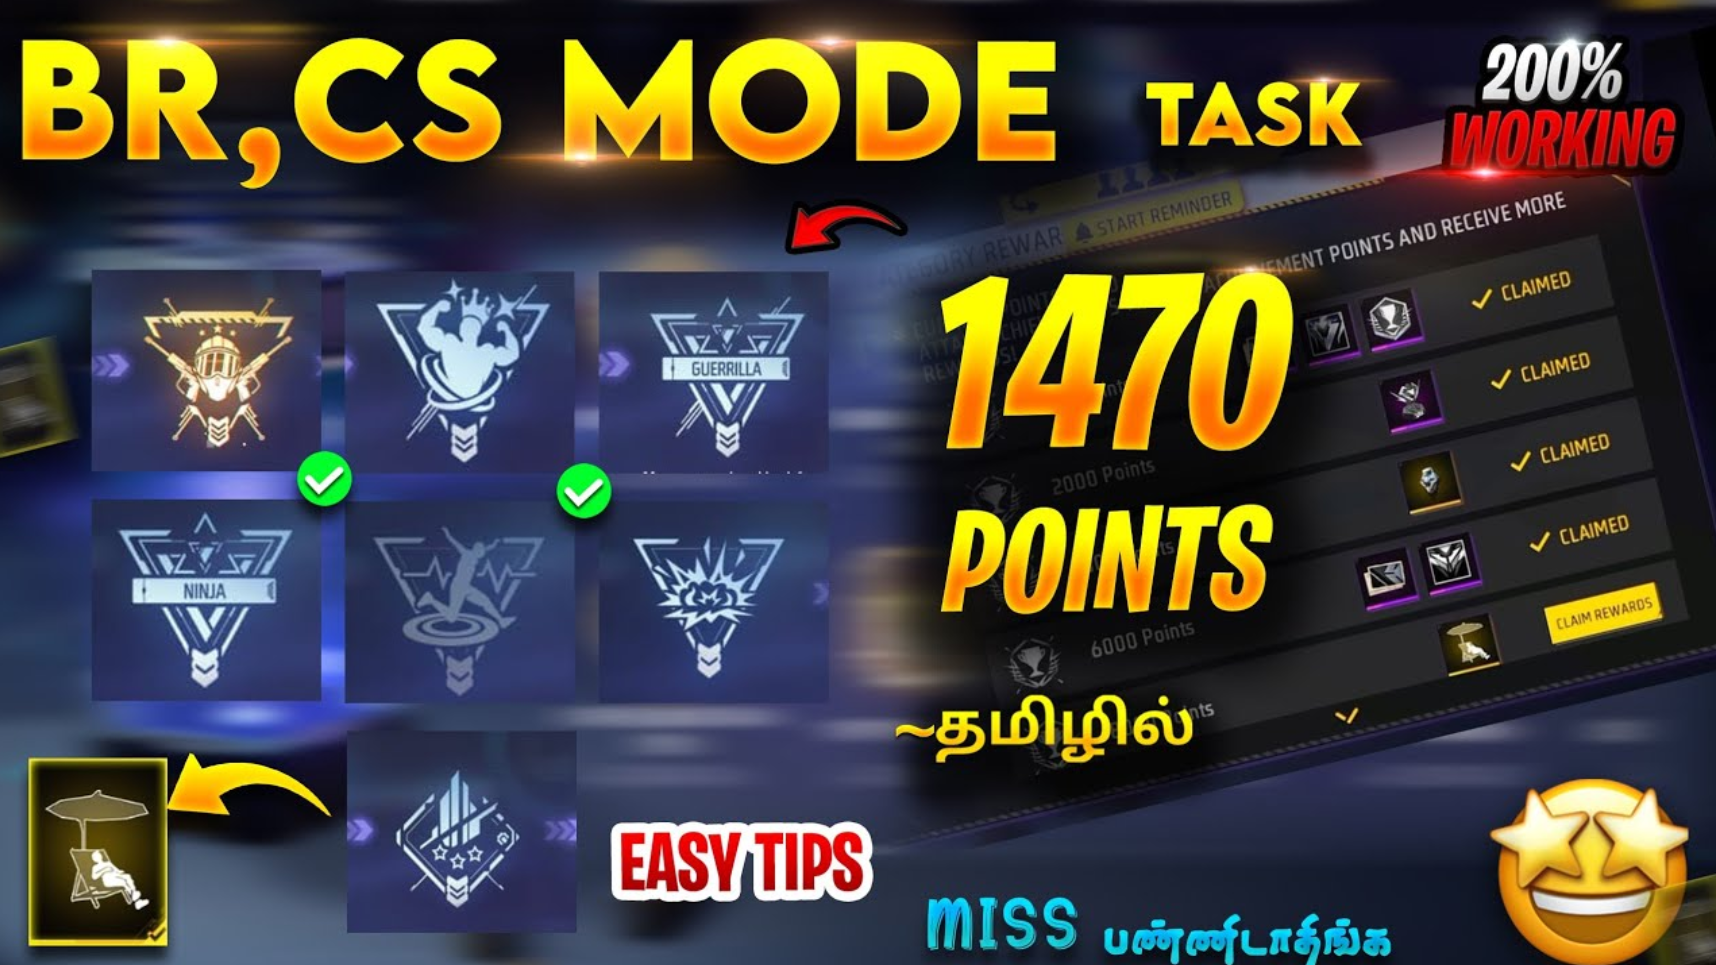 BR,CS MODE TASK
200%
WORKING
START REMINDER
POINTS AND RECEIVE MORE
CLAIMED
1470
CLAIMED
GUERRILLA
2000 Points
CLAIMED
POINTS
CLAIMED
NINJA
6000 Points
CLAIM REWARDS
~தமிழில்
EASY TIPS
MISS பண்ணிடாதிங்க